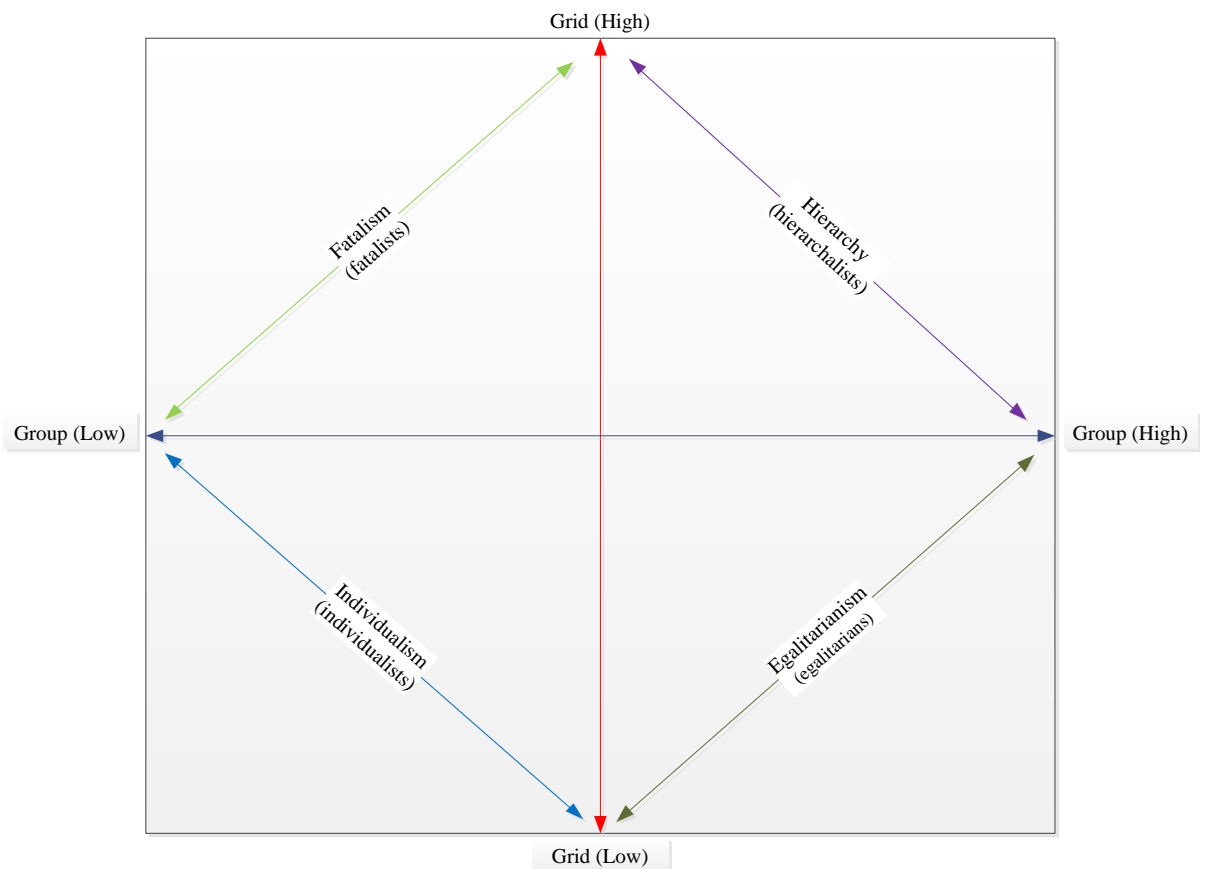 Grid (High)
Fatalism
(fatalists)
Hierarchy
(hierarchalists)
Group (Low)
Group (High)
Individualism
(individualists)
Egalitarianism
(egalitarians)
Grid (Low)